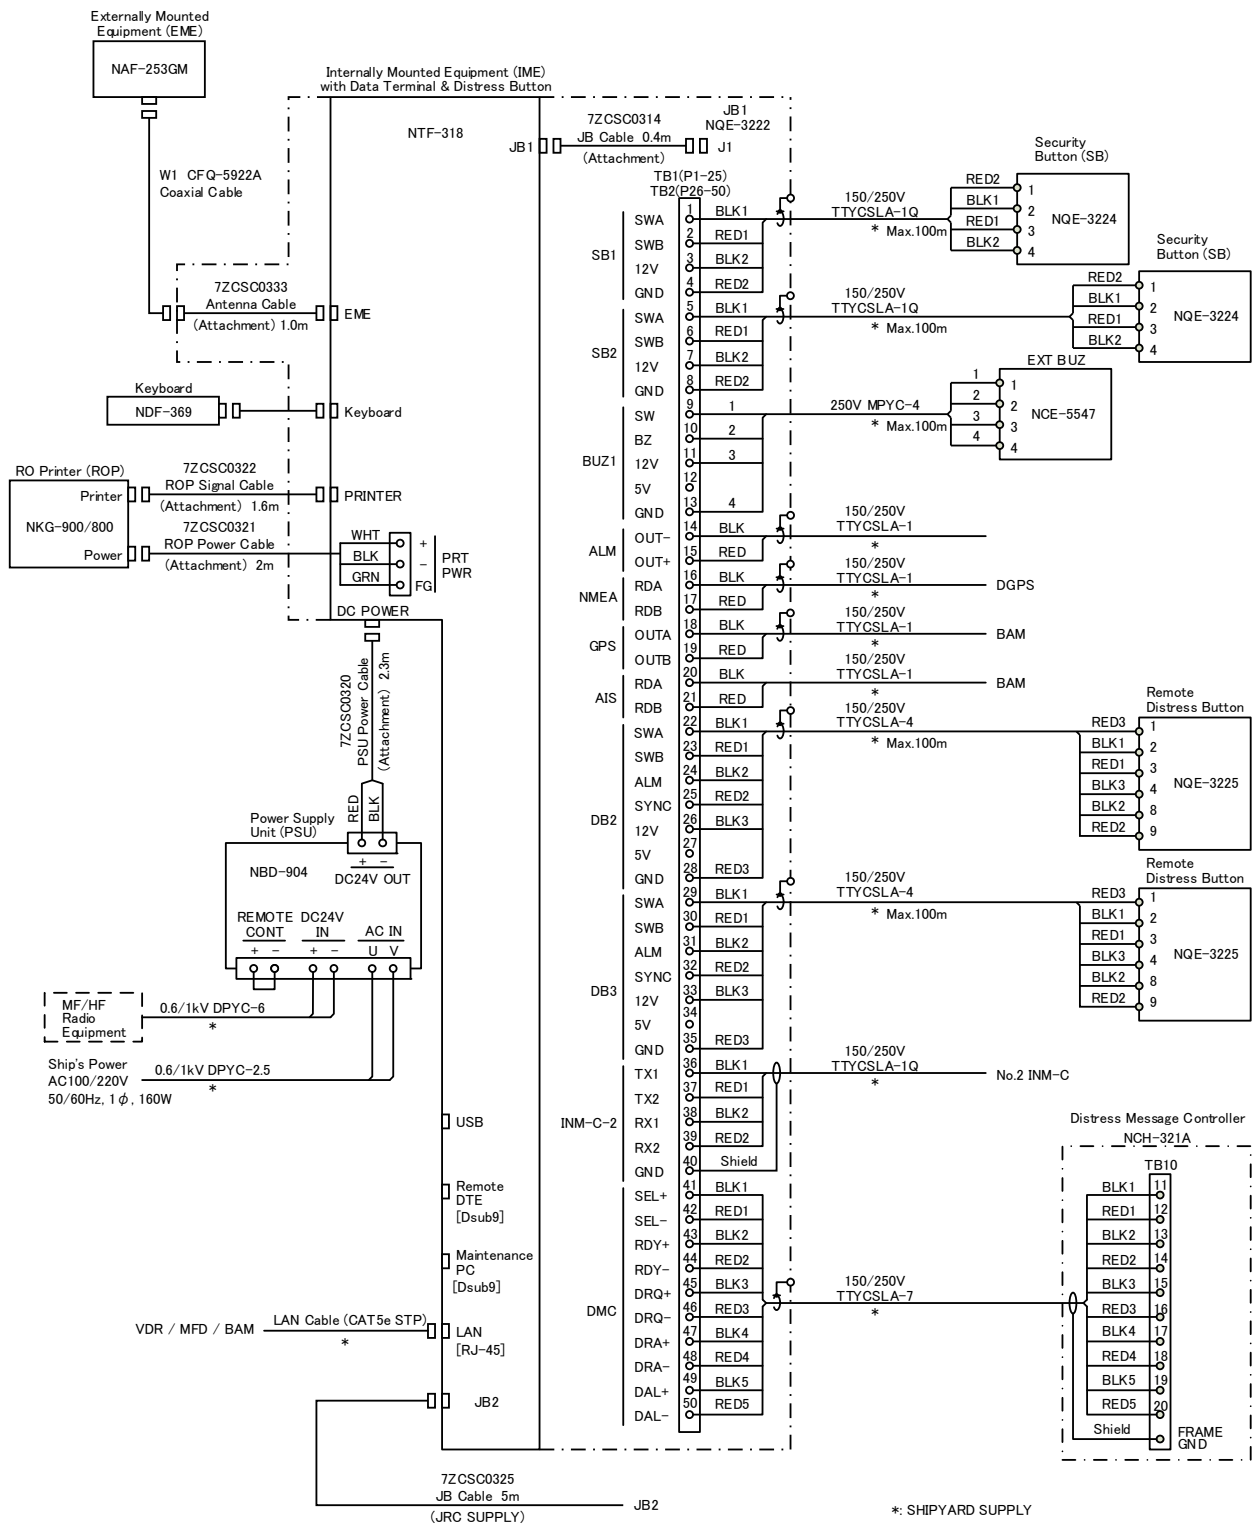 Externally Mounted
Equipment (EME)
NAF-253GM
Internally Mounted Equipment (IME)
with Data Terminal & Distress Button
NTF-318
JB1
7ZCSC0314
JB Cable 0.4m
(Attachment)
JB1
NQE-3222
J1
W1 CFQ-5922A
Coaxial Cable
7ZCSC0333
Antenna Cable
(Attachment) 1.0m
EME
Keyboard
NDF-369
Keyboard
RO Printer (ROP)
Printer
NKG-900/800
Power
7ZCSC0322
ROP Signal Cable
(Attachment) 1.6m
PRINTER
7ZCSC0321
ROP Power Cable
(Attachment) 2m
WHT
BLK
GRN
+
-
FG
PRT
PWR
DC POWER
7ZCSC0320
PSU Power Cable
(Attachment) 2.3m
RED
BLK
Power Supply
Unit (PSU)
NBD-904
+ -
DC24V OUT
REMOTE
CONT
DC24V
IN
AC IN
+ - + - U V
MF/HF
Radio
Equipment
0.6/1kV DPYC-6
*
Ship's Power
AC100/220V
50/60Hz, 1φ, 160W
0.6/1kV DPYC-2.5
*
USB
Remote
DTE
[Dsub9]
Maintenance
PC
[Dsub9]
VDR / MFD / BAM
LAN Cable (CAT5e STP)
*
LAN
[RJ-45]
JB2
7ZCSC0325
JB Cable 5m
(JRC SUPPLY)
JB2
TB1(P1-25)
TB2(P26-50)
SB1
SWA 1 BLK1
SWB 2 RED1
12V 3 BLK2
GND 4 RED2
SB2
SWA 5 BLK1
SWB 6 RED1
12V 7 BLK2
GND 8 RED2
BUZ1
SW 9 1
BZ 10 2
12V 11 3
5V 12
GND 13 4
ALM
OUT- 14 BLK
OUT+ 15 RED
NMEA
RDA 16 BLK
RDB 17 RED
GPS
OUTA 18 BLK
OUTB 19 RED
AIS
RDA 20 BLK
RDB 21 RED
DB2
SWA 22 BLK1
SWB 23 RED1
ALM 24 BLK2
SYNC 25 RED2
12V 26 BLK3
5V 27
GND 28 RED3
DB3
SWA 29 BLK1
SWB 30 RED1
ALM 31 BLK2
SYNC 32 RED2
12V 33 BLK3
5V 34
GND 35 RED3
INM-C-2
TX1 36 BLK1
TX2 37 RED1
RX1 38 BLK2
RX2 39 RED2
GND 40 Shield
DMC
SEL+ 41 BLK1
SEL- 42 RED1
RDY+ 43 BLK2
RDY- 44 RED2
DRQ+ 45 BLK3
DRQ- 46 RED3
DRA+ 47 BLK4
DRA- 48 RED4
DAL+ 49 BLK5
DAL- 50 RED5
150/250V
TTYCSLA-1Q
* Max.100m
Security
Button (SB)
RED2 1
BLK1 2
RED1 3
BLK2 4
NQE-3224
150/250V
TTYCSLA-1Q
* Max.100m
Security
Button (SB)
RED2 1
BLK1 2
RED1 3
BLK2 4
NQE-3224
250V MPYC-4
* Max.100m
EXT BUZ
1 1
2 2
3 3
4 4
NCE-5547
150/250V
TTYCSLA-1
*
150/250V
TTYCSLA-1
*
DGPS
150/250V
TTYCSLA-1
*
BAM
150/250V
TTYCSLA-1
*
BAM
150/250V
TTYCSLA-4
* Max.100m
Remote
Distress Button
RED3 1
BLK1 2
RED1 3
BLK3 4
BLK2 8
RED2 9
NQE-3225
150/250V
TTYCSLA-4
* Max.100m
Remote
Distress Button
RED3 1
BLK1 2
RED1 3
BLK3 4
BLK2 8
RED2 9
NQE-3225
150/250V
TTYCSLA-1Q
*
No.2 INM-C
150/250V
TTYCSLA-7
*
Distress Message Controller
NCH-321A
TB10
BLK1 11
RED1 12
BLK2 13
RED2 14
BLK3 15
RED3 16
BLK4 17
RED4 18
BLK5 19
RED5 20
Shield
FRAME
GND
*: SHIPYARD SUPPLY